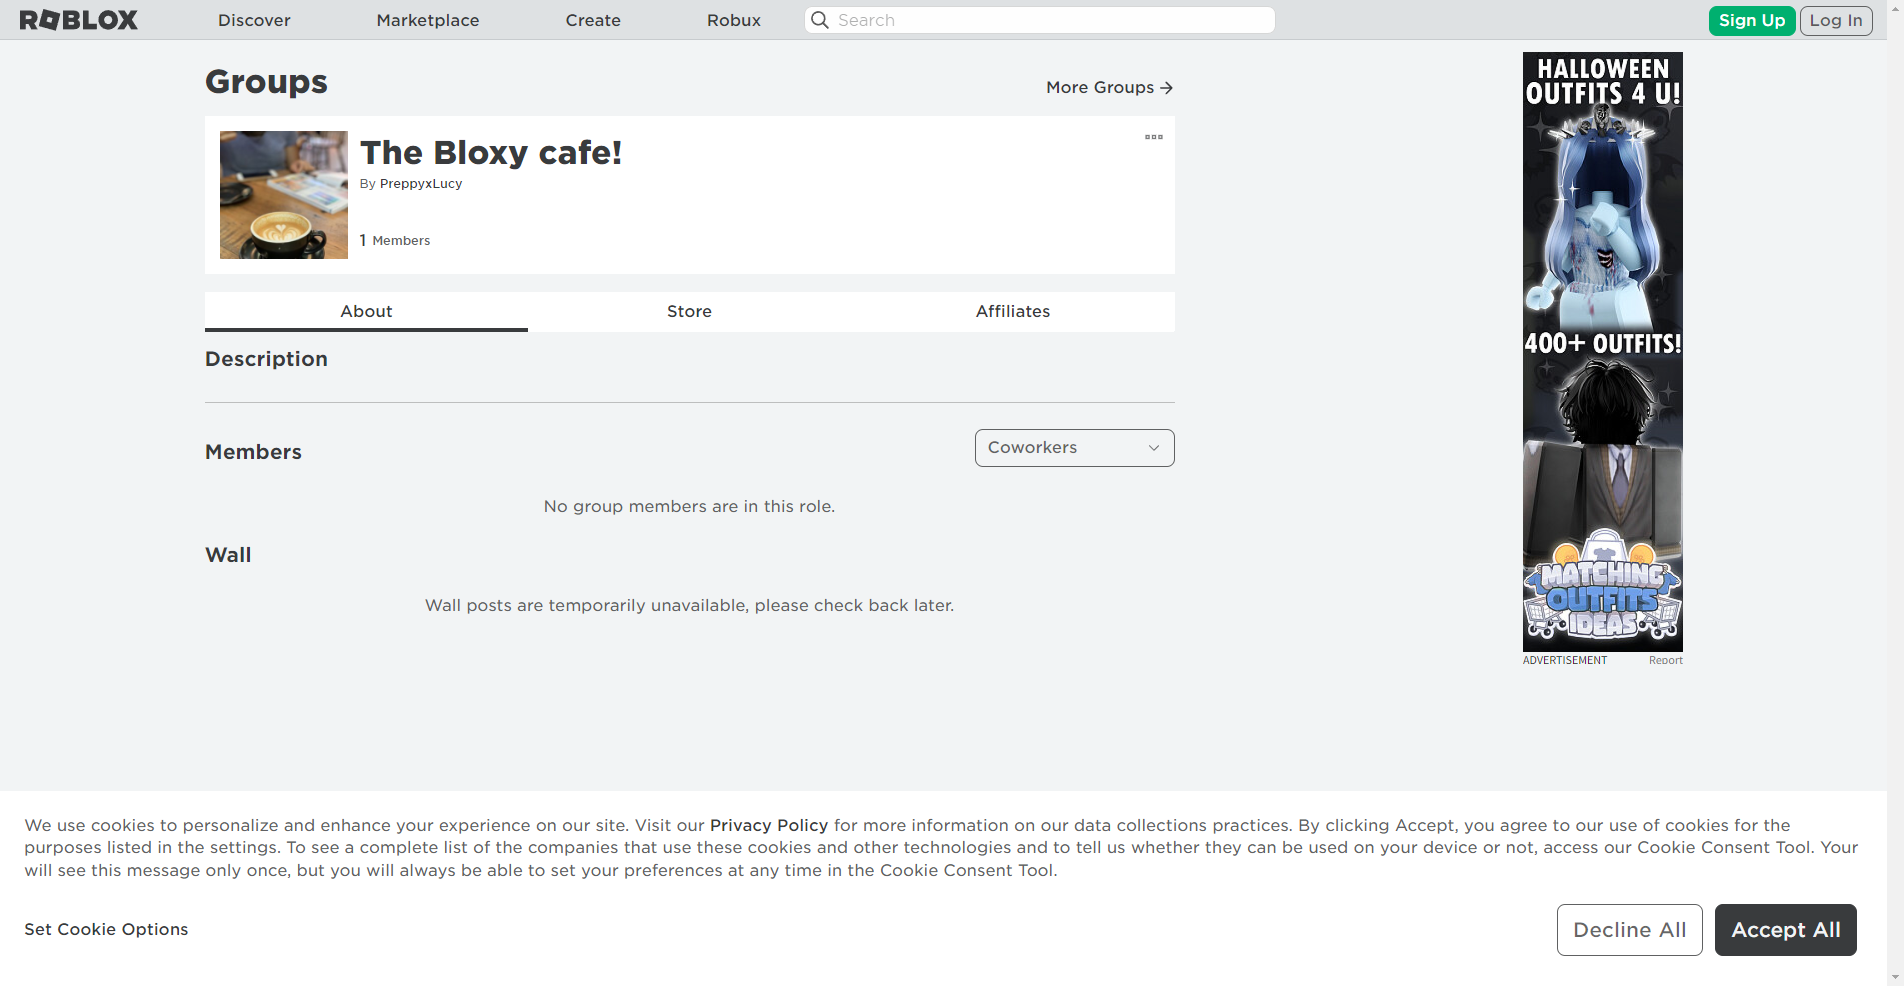 ROBLOX
Discover
Marketplace
Create
Robux
Search
Sign Up
Log In
Groups
More Groups
The Bloxy cafe!
By PreppyxLucy
1 Members
About
Store
Affiliates
Description
Members
Coworkers
No group members are in this role.
Wall
Wall posts are temporarily unavailable, please check back later.
HALLOWEEN
OUTFITS 4 U!
400+ OUTFITS!
MATCHING
OUTFITS
IDEAS
ADVERTISEMENT
Report
We use cookies to personalize and enhance your experience on our site. Visit our Privacy Policy for more information on our data collections practices. By clicking Accept, you agree to our use of cookies for the
purposes listed in the settings. To see a complete list of the companies that use these cookies and other technologies and to tell us whether they can be used on your device or not, access our Cookie Consent Tool. Your
will see this message only once, but you will always be able to set your preferences at any time in the Cookie Consent Tool.
Set Cookie Options
Decline All
Accept All